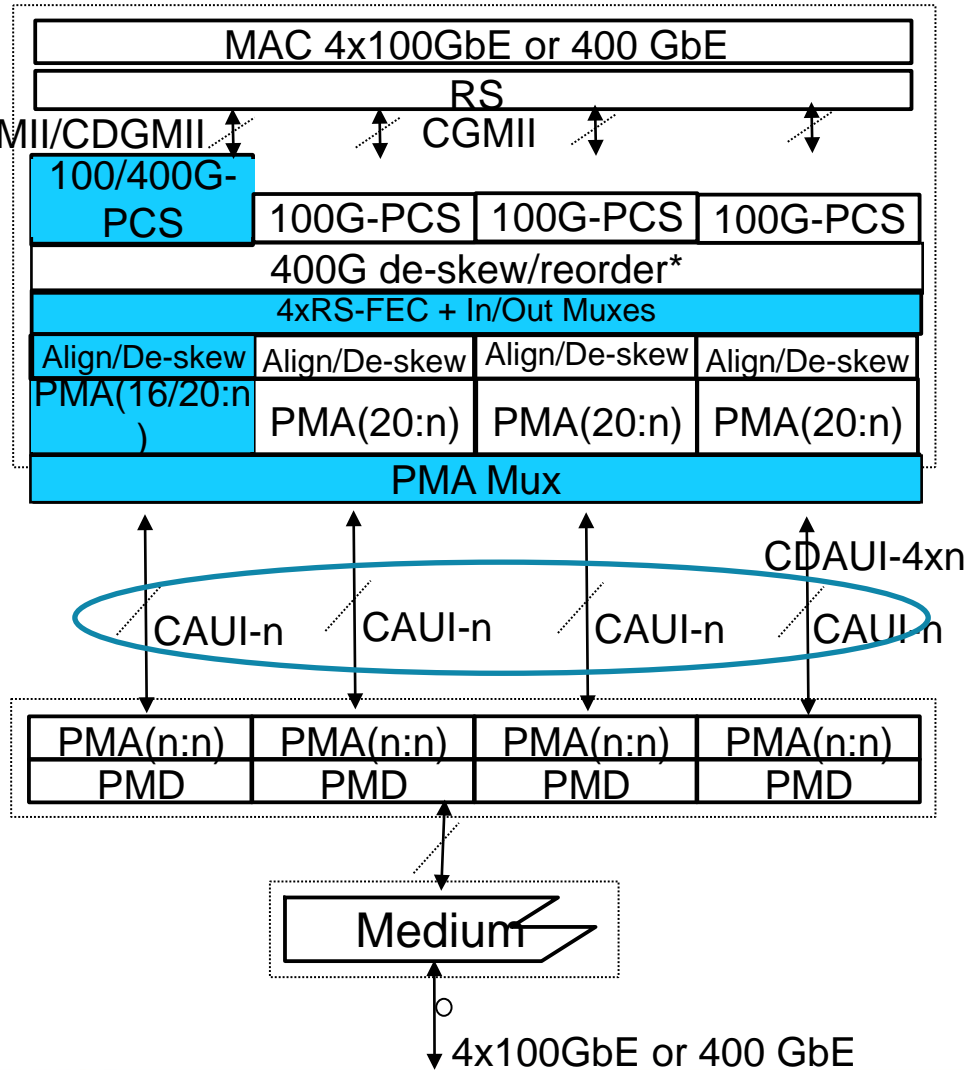 MAC 4x100GbE or 400 GbE
RS
MII/CDGMII
CGMII
100/400G-
PCS
100G-PCS
100G-PCS
100G-PCS
400G de-skew/reorder*
4xRS-FEC + In/Out Muxes
Align/De-skew
Align/De-skew
Align/De-skew
Align/De-skew
PMA(16/20:n
)
PMA(20:n)
PMA(20:n)
PMA(20:n)
PMA Mux
CDAUI-4xn
CAUI-n
CAUI-n
CAUI-n
CAUI-n
PMA(n:n)
PMA(n:n)
PMA(n:n)
PMA(n:n)
PMD
PMD
PMD
PMD
Medium
4x100GbE or 400 GbE